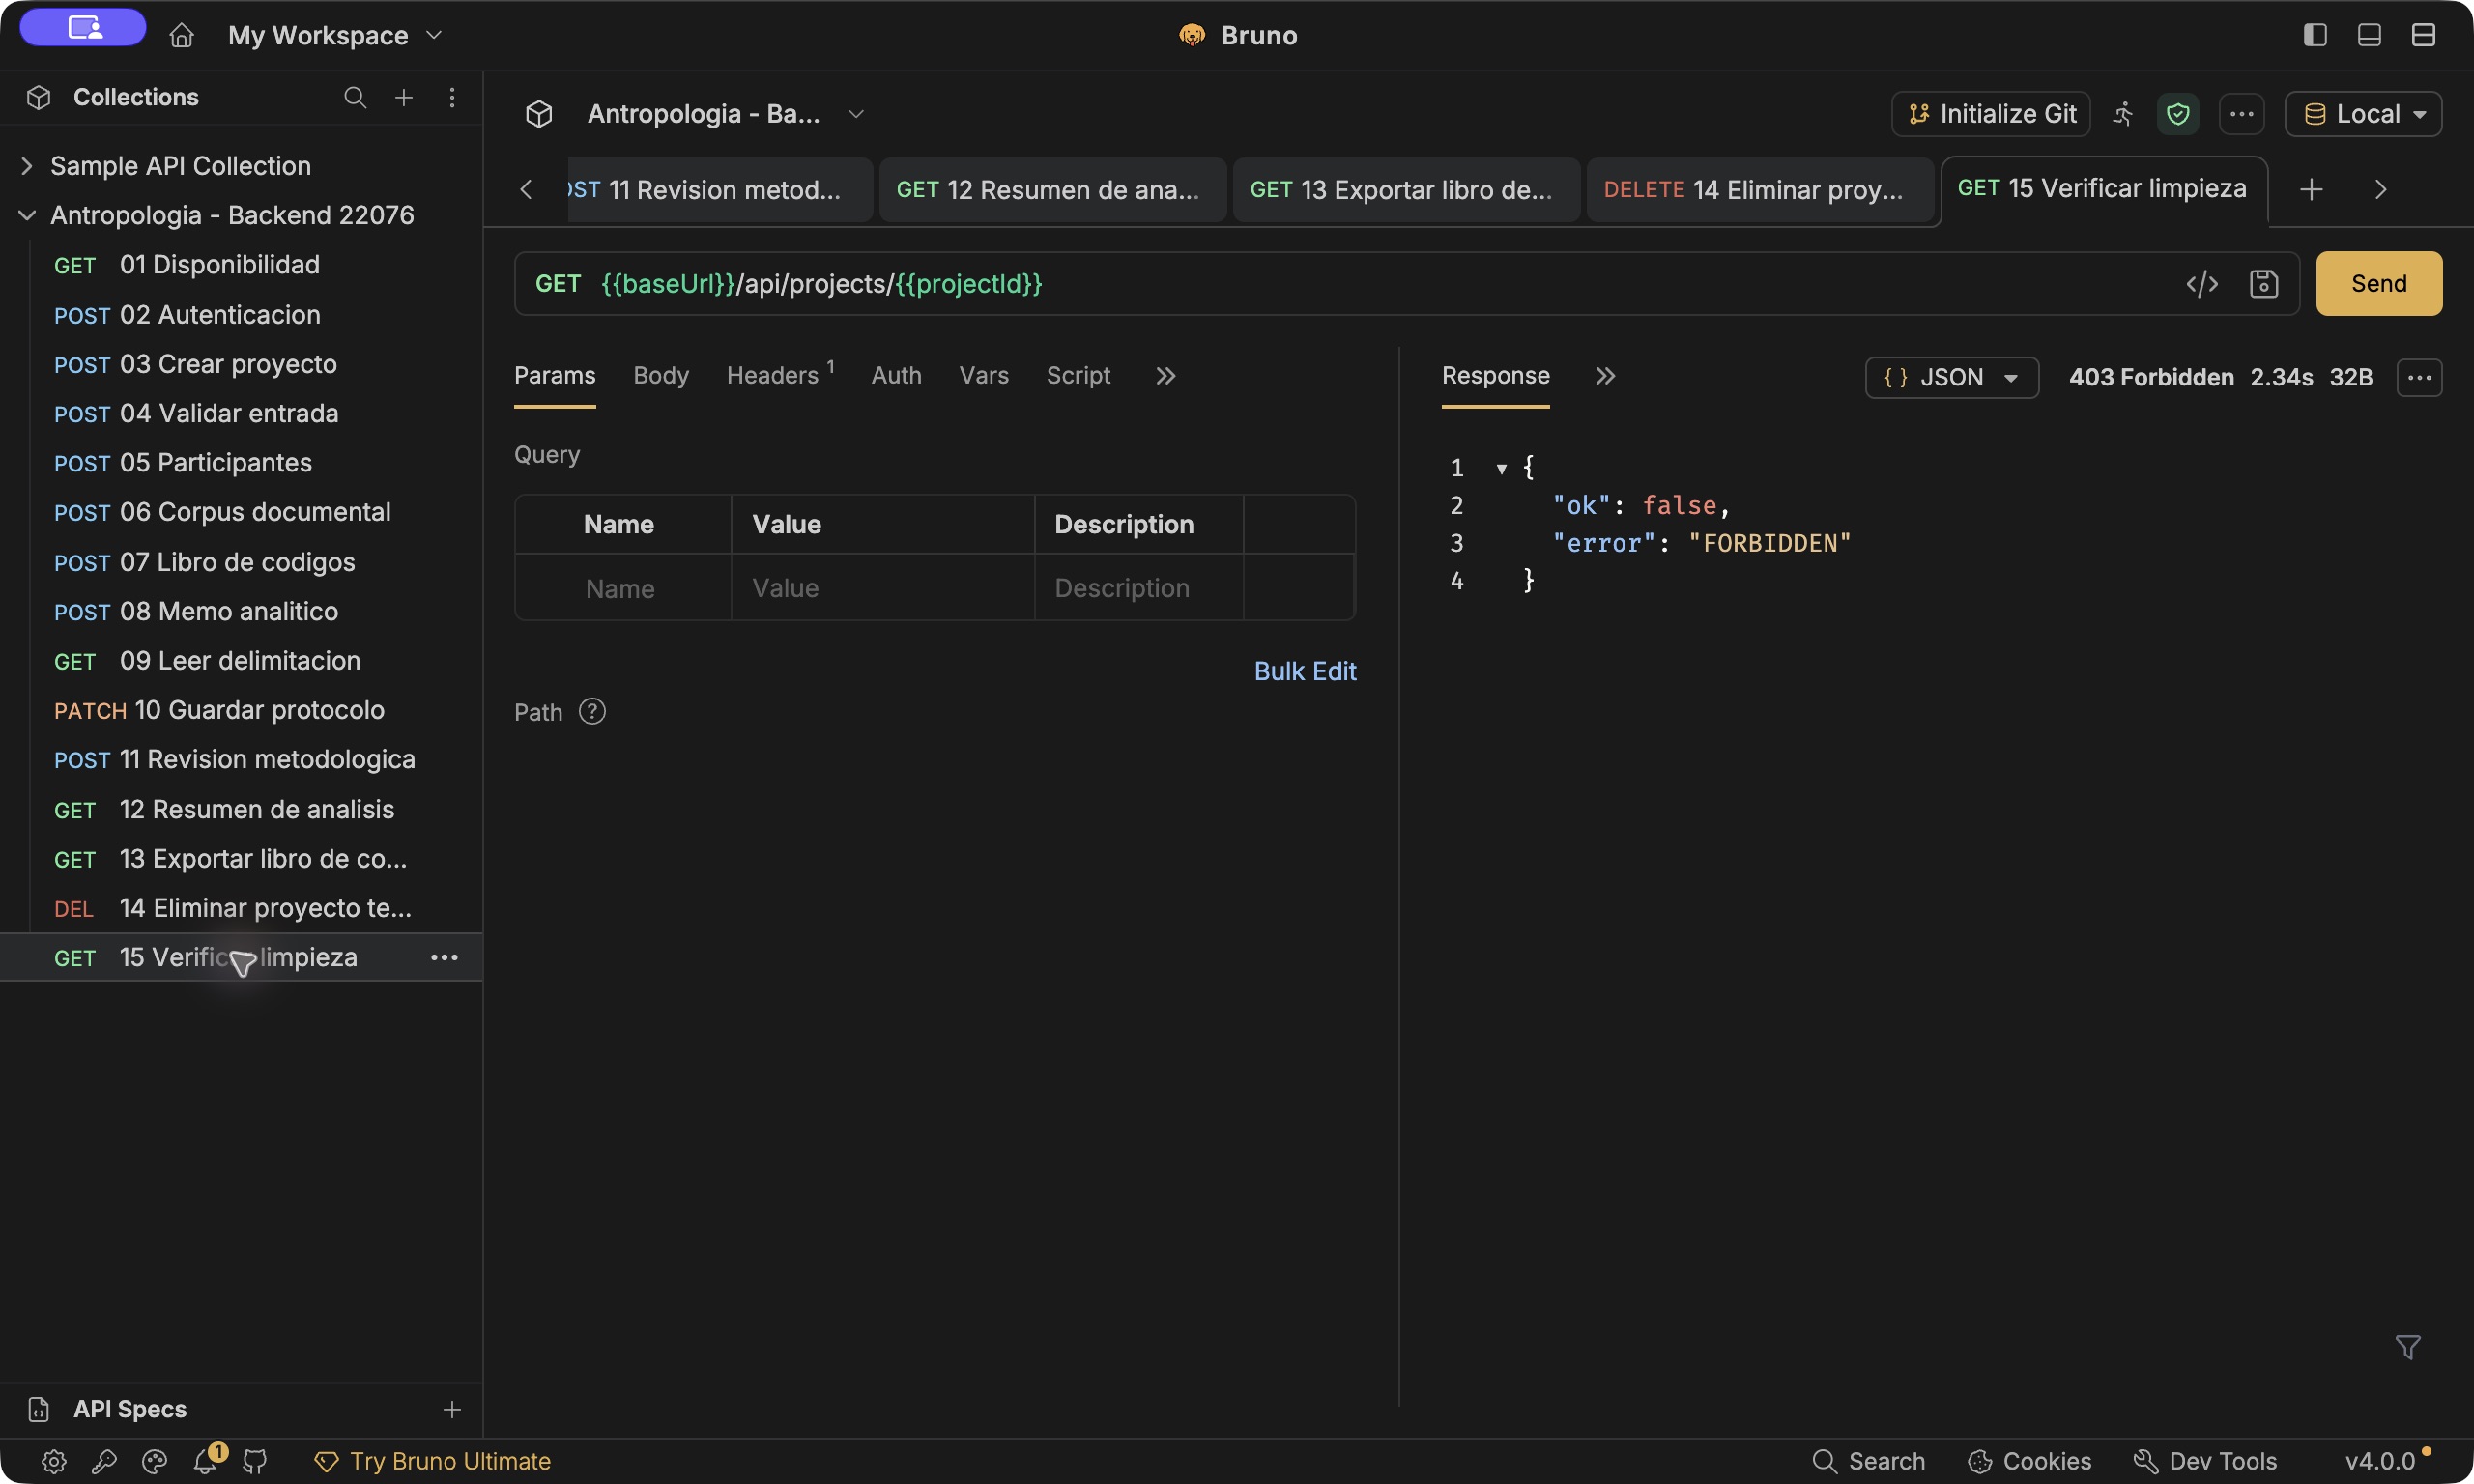 My Workspace
Bruno
Collections
Antropologia - Ba...
Initialize Git
Local
Sample API Collection
Antropologia - Backend 22076
GET 01 Disponibilidad
POST 02 Autenticacion
POST 03 Crear proyecto
POST 04 Validar entrada
POST 05 Participantes
POST 06 Corpus documental
POST 07 Libro de codigos
POST 08 Memo analitico
GET 09 Leer delimitacion
PATCH 10 Guardar protocolo
POST 11 Revision metodologica
GET 12 Resumen de analisis
GET 13 Exportar libro de co...
DEL 14 Eliminar proyecto te...
GET 15 Verific limpieza
OST 11 Revision metod...
GET 12 Resumen de ana...
GET 13 Exportar libro de...
DELETE 14 Eliminar proy...
GET 15 Verificar limpieza
GET {{baseUrl}}/api/projects/{{projectId}}
Send
Params Body Headers 1 Auth Vars Script
Query
Name Value Description
Name Value Description
Bulk Edit
Path ?
Response
{ } JSON
403 Forbidden 2.34s 32B
1 {
2 "ok": false,
3 "error": "FORBIDDEN"
4 }
API Specs
1
Try Bruno Ultimate
Search
Cookies
Dev Tools
v4.0.0